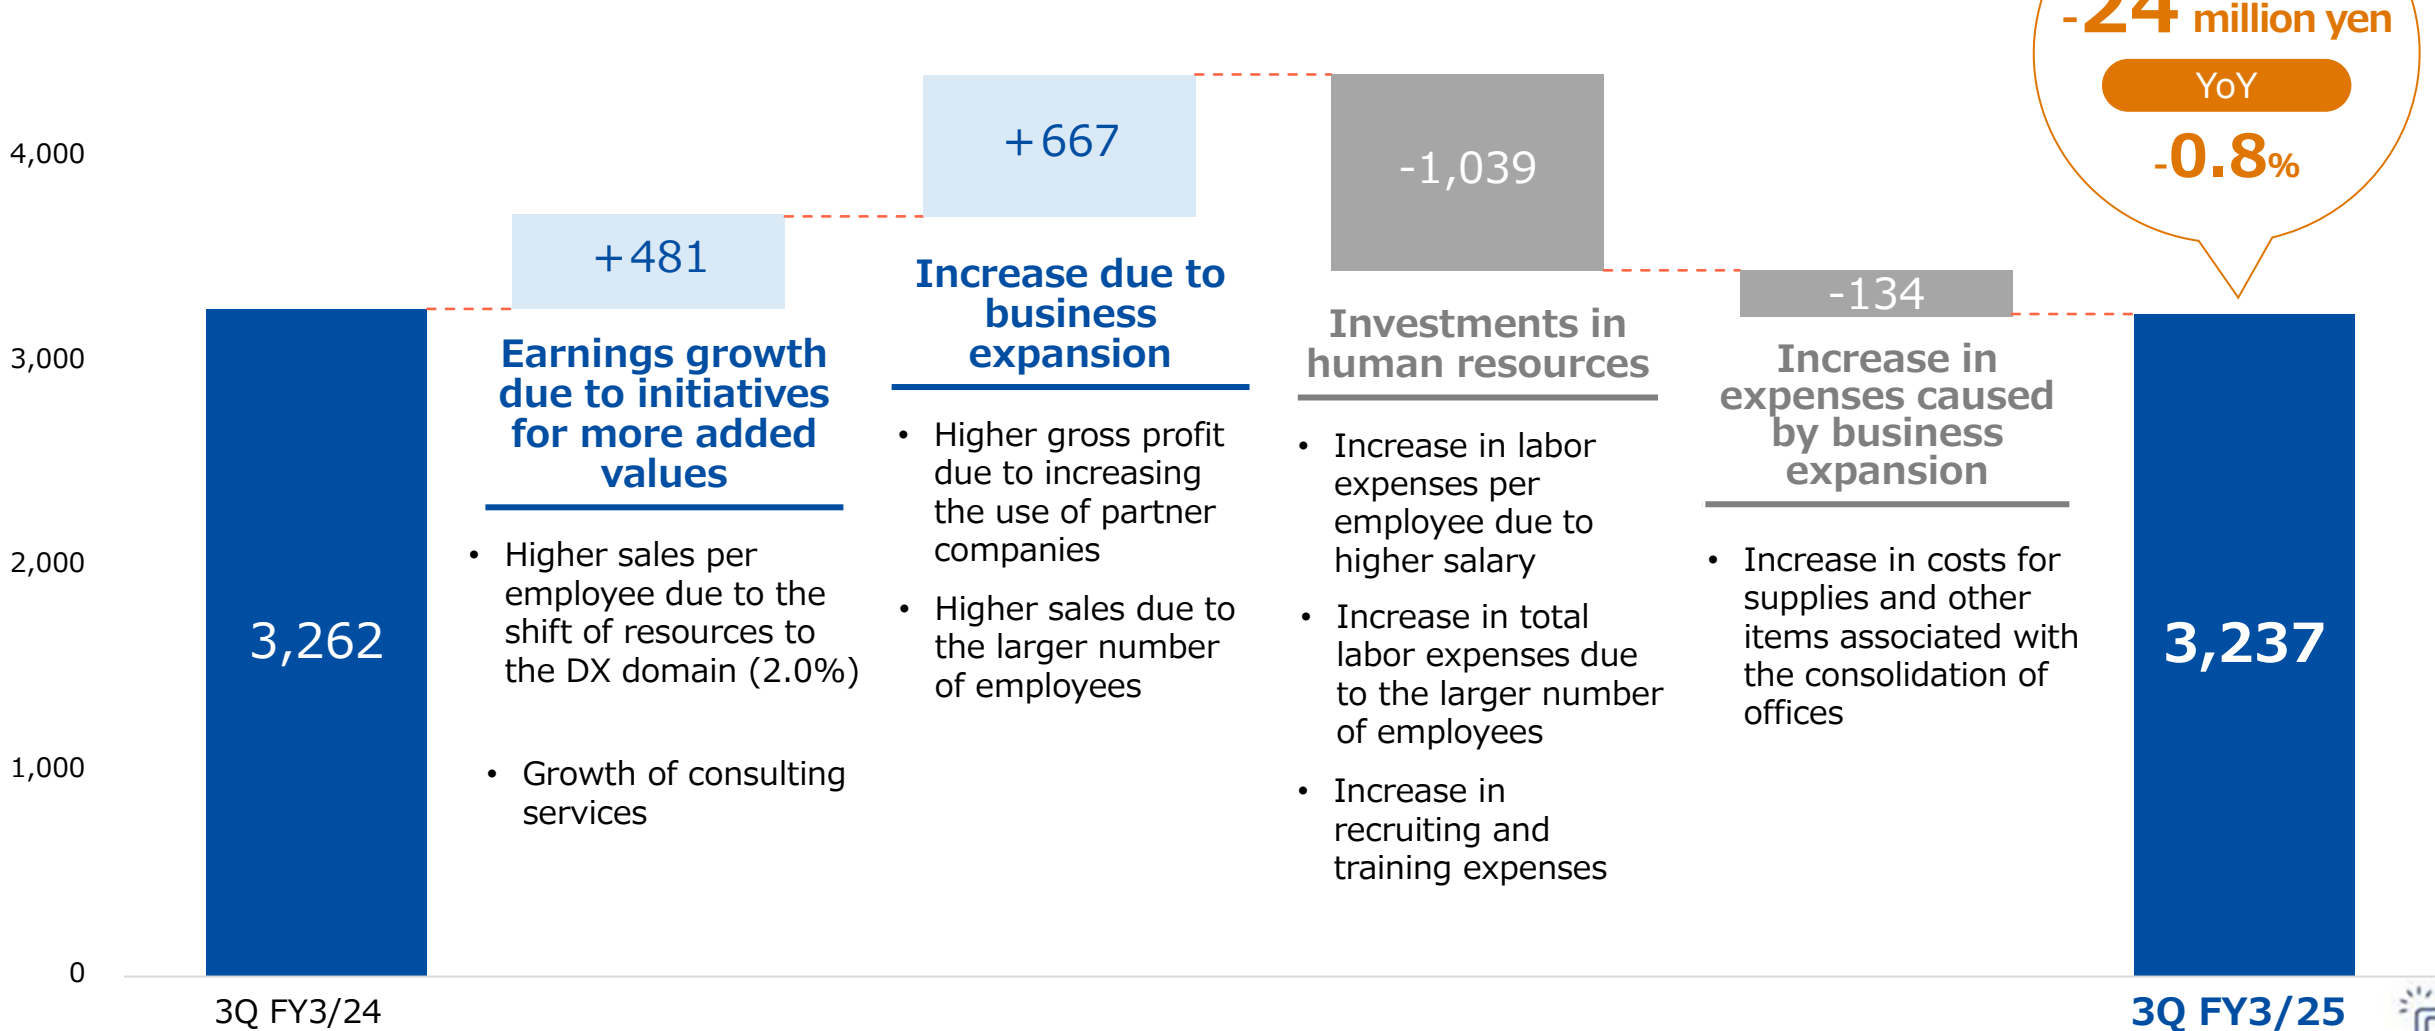 -24 million yen
YoY
-0.8%
4,000
3,000
2,000
1,000
0
3,262
3Q FY3/24
+481
Earnings growth
due to initiatives
for more added
values
• Higher sales per
employee due to the
shift of resources to
the DX domain (2.0%)
• Growth of consulting
services
+667
Increase due to
business
expansion
• Higher gross profit
due to increasing
the use of partner
companies
• Higher sales due to
the larger number
of employees
-1,039
Investments in
human resources
• Increase in labor
expenses per
employee due to
higher salary
• Increase in total
labor expenses due
to the larger number
of employees
• Increase in
recruiting and
training expenses
-134
Increase in
expenses caused
by business
expansion
• Increase in costs for
supplies and other
items associated with
the consolidation of
offices
3,237
3Q FY3/25